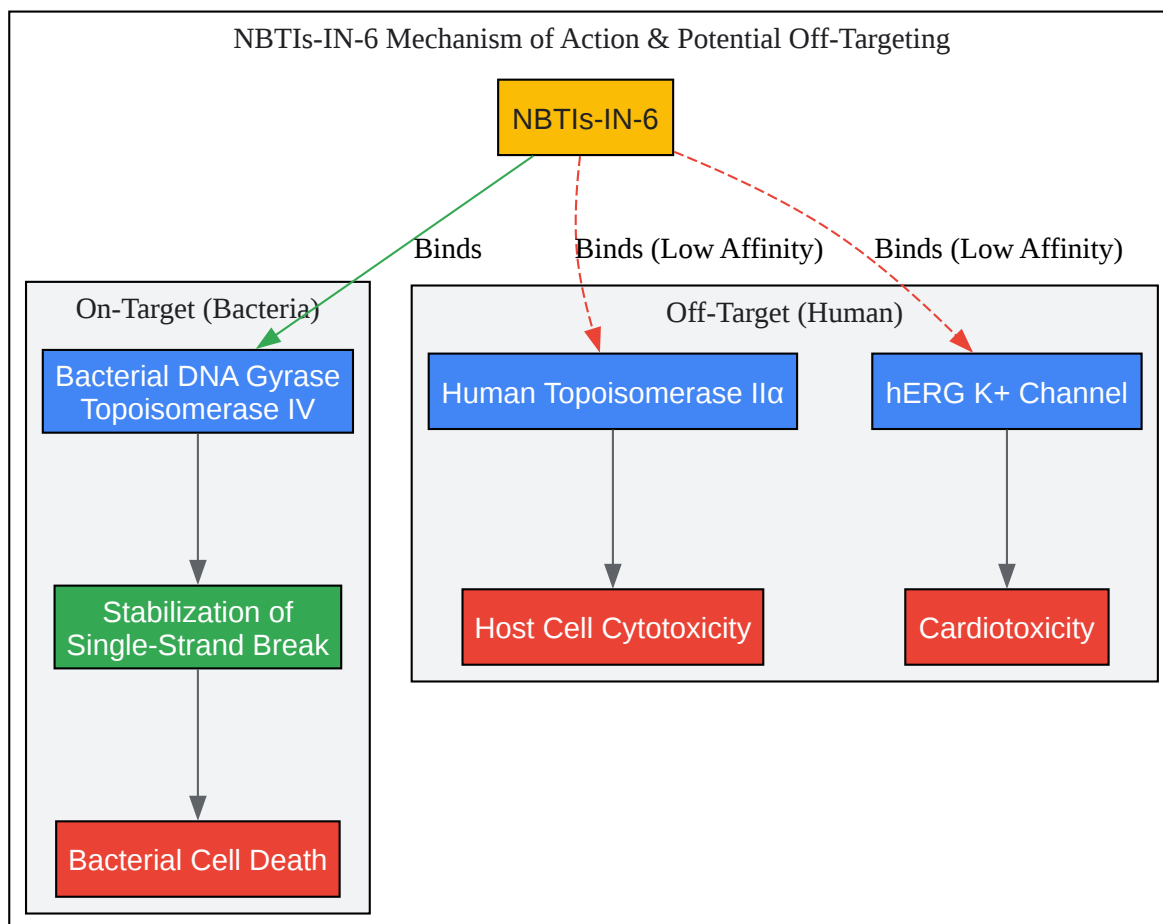 NBTIs-IN-6 Mechanism of Action & Potential Off-Targeting
NBTIs-IN-6
Binds
Binds (Low Affinity)
Binds (Low Affinity)
On-Target (Bacteria)
Bacterial DNA Gyrase
Topoisomerase IV
Stabilization of
Single-Strand Break
Bacterial Cell Death
Off-Target (Human)
Human Topoisomerase IIα
hERG K+ Channel
Host Cell Cytotoxicity
Cardiotoxicity